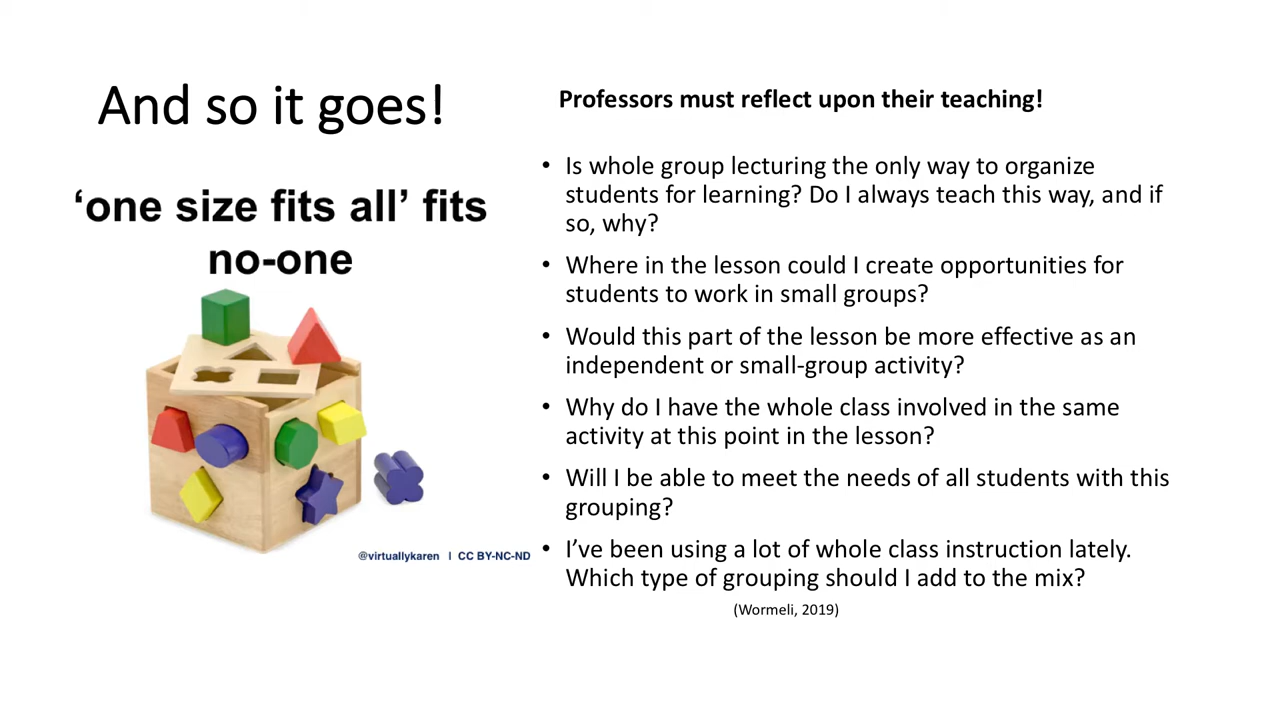 And so it goes!
‘one size fits all’ fits
no-one
@virtuallykaren | CC BY-NC-ND
Professors must reflect upon their teaching!
• Is whole group lecturing the only way to organize
students for learning? Do I always teach this way, and if
so, why?
• Where in the lesson could I create opportunities for
students to work in small groups?
• Would this part of the lesson be more effective as an
independent or small-group activity?
• Why do I have the whole class involved in the same
activity at this point in the lesson?
• Will I be able to meet the needs of all students with this
grouping?
• I’ve been using a lot of whole class instruction lately.
Which type of grouping should I add to the mix?
(Wormeli, 2019)